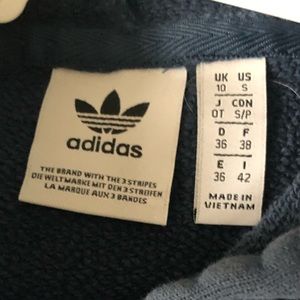 adidas
THE BRAND WITH THE 3 STRIPES
DIE WELTMARKE MIT DEN 3 STREIFEN
LA MARQUE AUX 3 BANDES
UK US
10 S
J CON
OT S/P
D F
36 38
E I
36 42
MADE IN
VIETNAM